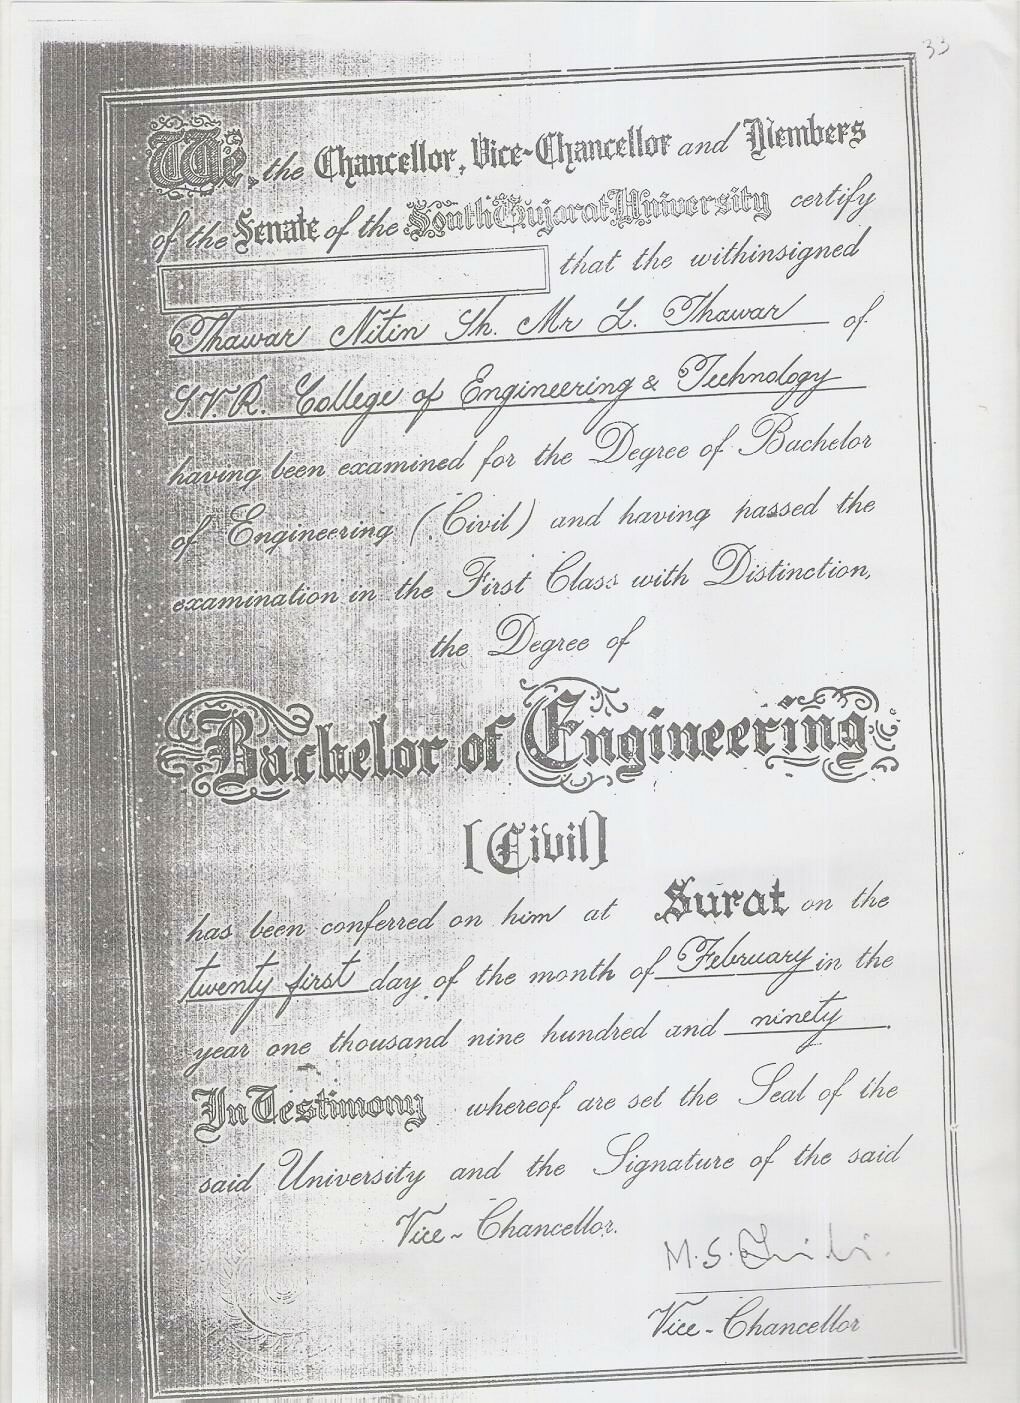 33
We, the Chancellor, Vice-Chancellor and Members
of the Senate of the South Gujarat University certify
that the withinsigned
Thawar Nitin Sh. Mr L. Thawar of
S.V.R. College of Engineering & Technology
having been examined for the Degree of Bachelor
of Engineering (Civil) and having passed the
examination in the First Class with Distinction,
the Degree of
Bachelor of Engineering
[Civil]
has been conferred on him at Surat on the
twenty first day of the month of February in the
year one thousand nine hundred and ninety.
In Testimony whereof are set the Seal of the
said University and the Signature of the said
Vice-Chancellor.
M. S.
Vice-Chancellor